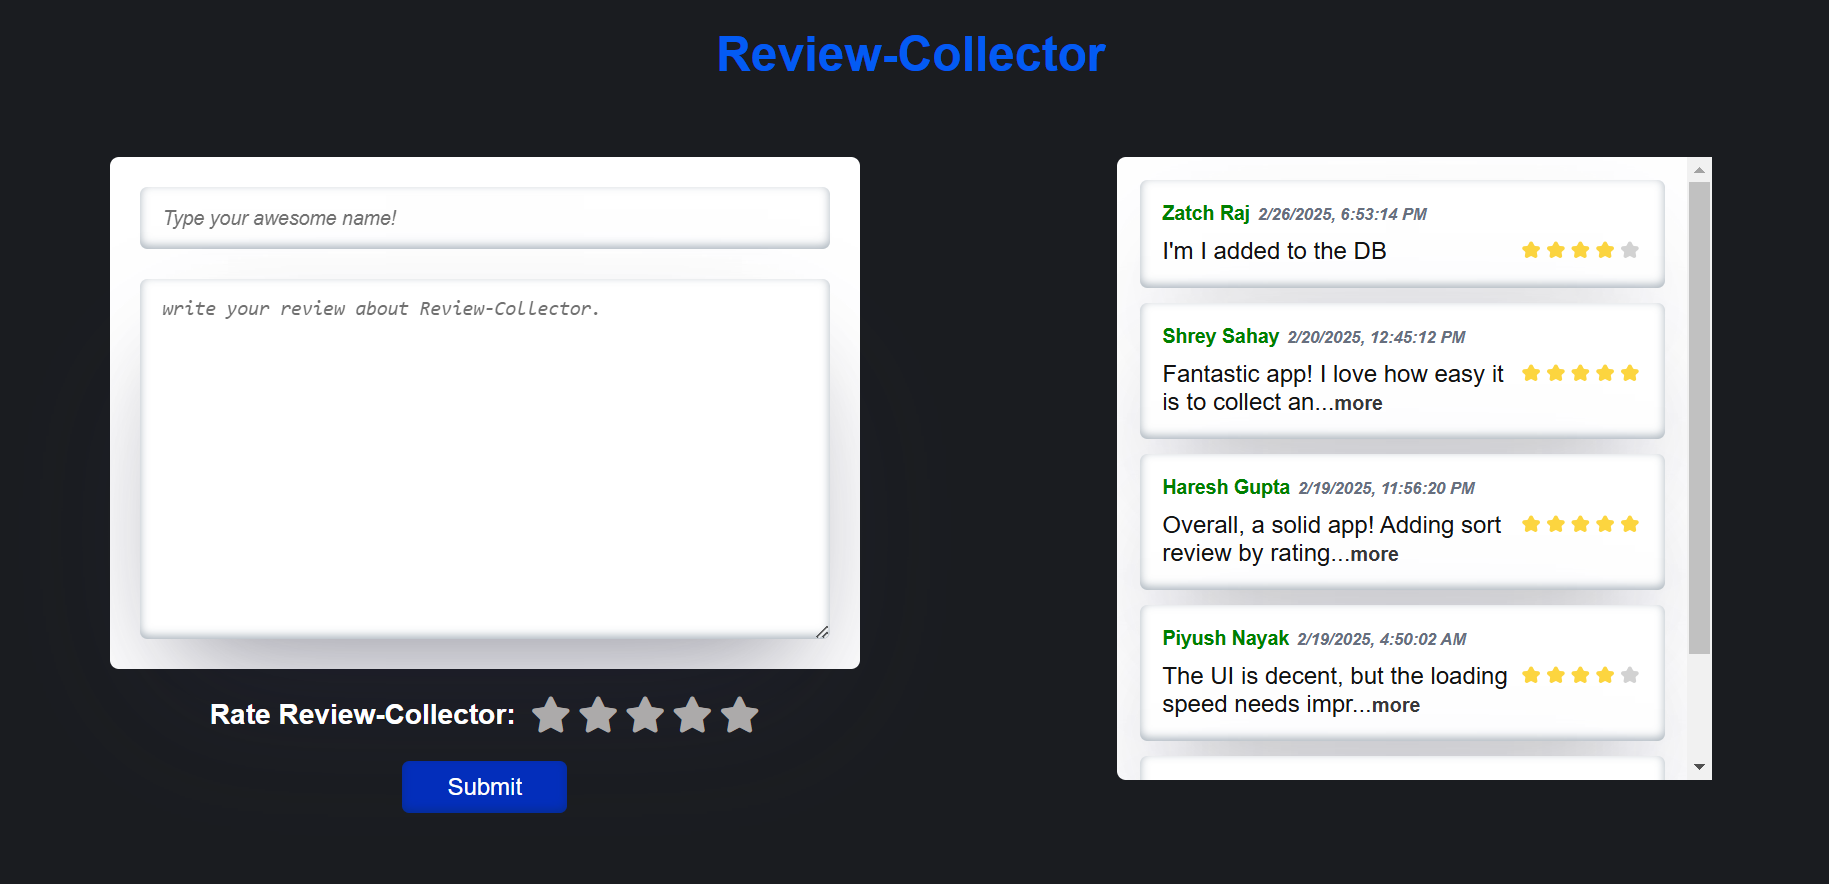 Review-Collector
Type your awesome name!
write your review about Review-Collector.
Rate Review-Collector:
Submit
Zatch Raj 2/26/2025, 6:53:14 PM
I'm I added to the DB
Shrey Sahay 2/20/2025, 12:45:12 PM
Fantastic app! I love how easy it
is to collect an...more
Haresh Gupta 2/19/2025, 11:56:20 PM
Overall, a solid app! Adding sort
review by rating...more
Piyush Nayak 2/19/2025, 4:50:02 AM
The UI is decent, but the loading
speed needs impr...more